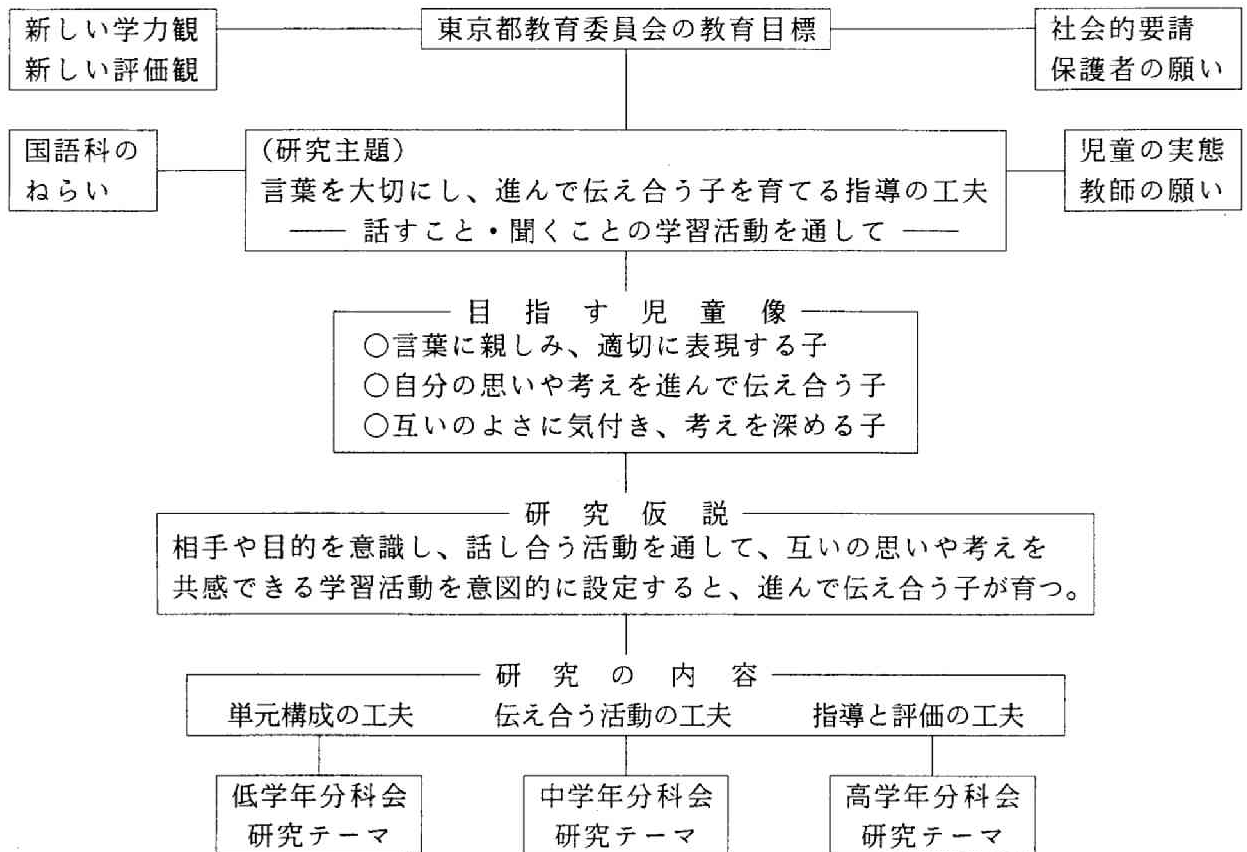 新しい学力観
新しい評価観
東京都教育委員会の教育目標
社会的要請
保護者の願い
国語科の
ねらい
(研究主題)
言葉を大切にし、進んで伝え合う子を育てる指導の工夫
―― 話すこと・聞くことの学習活動を通して ――
児童の実態
教師の願い
目指す児童像
○言葉に親しみ、適切に表現する子
○自分の思いや考えを進んで伝え合う子
○互いのよさに気付き、考えを深める子
研究仮説
相手や目的を意識し、話し合う活動を通して、互いの思いや考えを
共感できる学習活動を意図的に設定すると、進んで伝え合う子が育つ。
研究の内容
単元構成の工夫 伝え合う活動の工夫 指導と評価の工夫
低学年分科会
研究テーマ
中学年分科会
研究テーマ
高学年分科会
研究テーマ